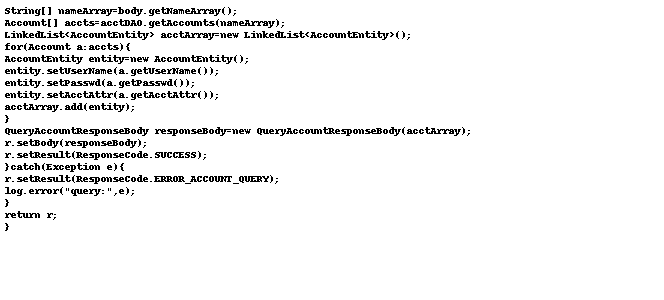 String[] nameArray=body.getNameArray();
Account[] accts=acctDAO.getAccounts(nameArray);
LinkedList<AccountEntity> acctArray=new LinkedList<AccountEntity>();
for(Account a:accts){
AccountEntity entity=new AccountEntity();
entity.setUserName(a.getUserName());
entity.setPasswd(a.getPasswd());
entity.setAcctAttr(a.getAcctAttr());
acctArray.add(entity);
}
QueryAccountResponseBody responseBody=new QueryAccountResponseBody(acctArray);
r.setBody(responseBody);
r.setResult(ResponseCode.SUCCESS);
}catch(Exception e){
r.setResult(ResponseCode.ERROR_ACCOUNT_QUERY);
log.error("query:",e);
}
return r;
}